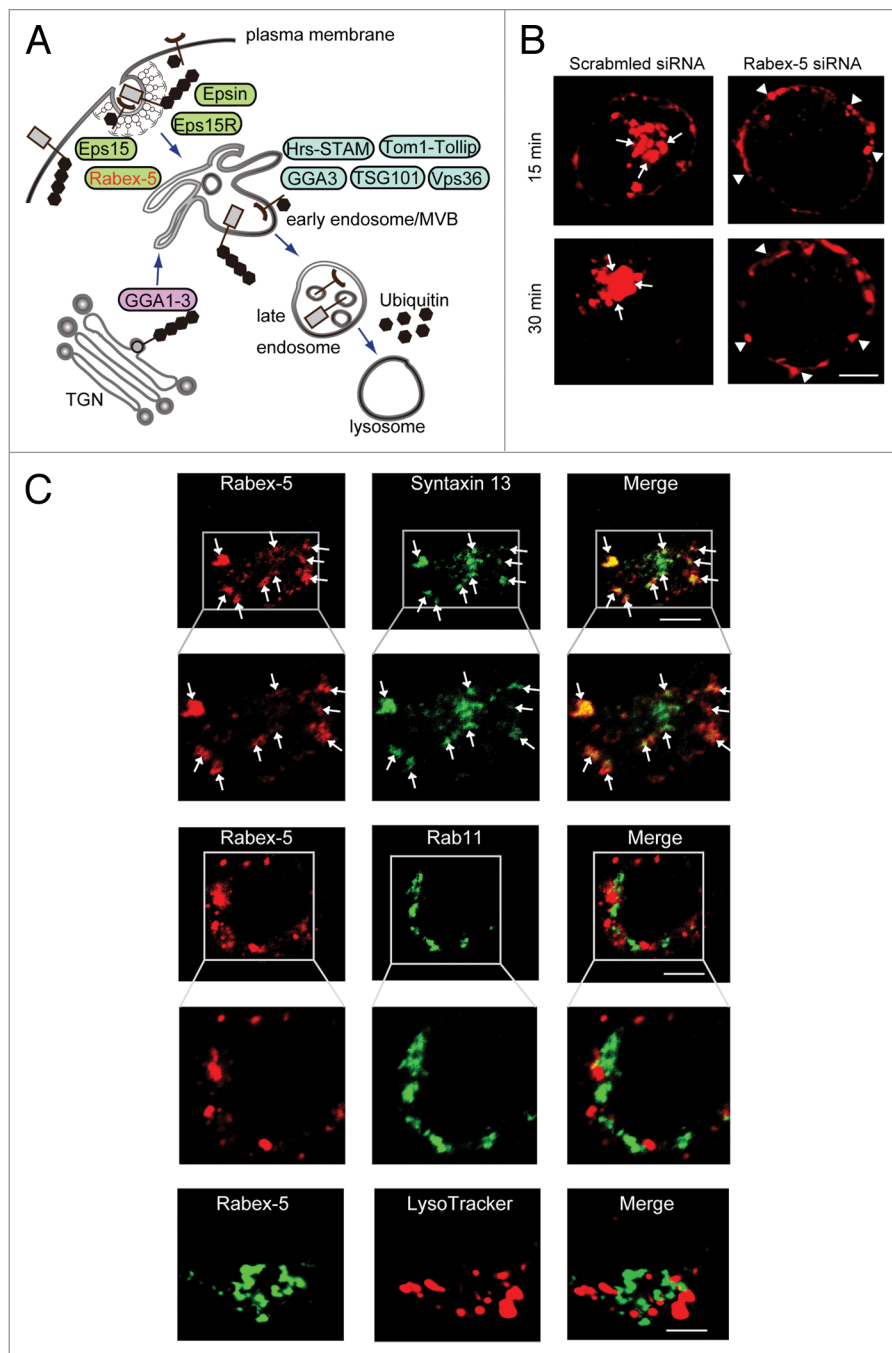 A
plasma membrane
Epsin
Eps15R
Eps15
Rabex-5
Hrs-STAM
Tom1-Tollip
GGA3
TSG101
Vps36
early endosome/MVB
GGA1-3
TGN
late
endosome
Ubiquitin
lysosome
B
Scrabmled siRNA
Rabex-5 siRNA
15 min
30 min
C
Rabex-5
Syntaxin 13
Merge
Rabex-5
Rab11
Merge
Rabex-5
LysoTracker
Merge